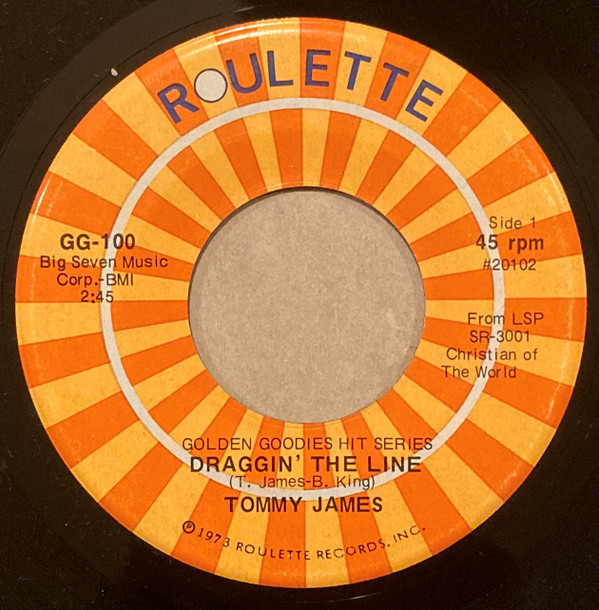 ROULETTE
GG-100
Big Seven Music
Corp.-BMI
2:45
Side 1
45 rpm
#20102
From LSP
SR-3001
Christian of
The World
GOLDEN GOODIES HIT SERIES
DRAGGIN' THE LINE
(T. James-B. King)
TOMMY JAMES
℗1973 ROULETTE RECORDS, INC.